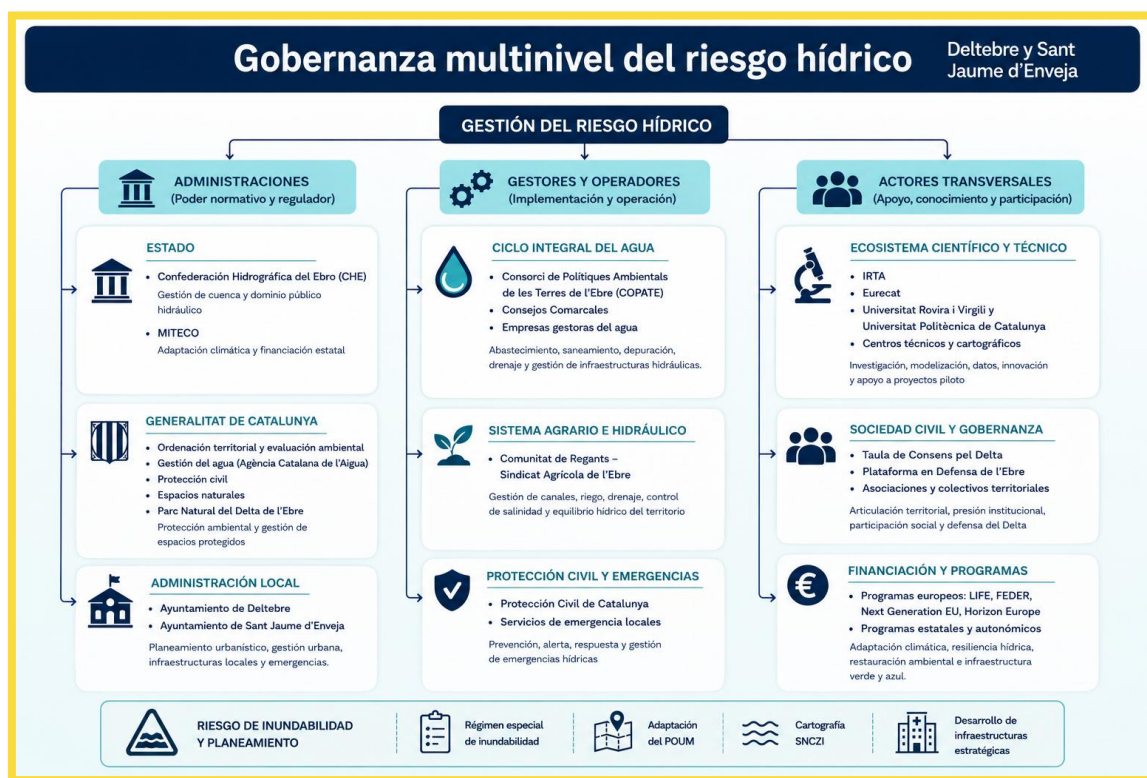 Gobernanza multinivel del riesgo hídrico
Deltebre y Sant
Jaume d'Enveja
GESTIÓN DEL RIESGO HÍDRICO
ADMINISTRACIONES
(Poder normativo y regulador)
ESTADO
• Confederación Hidrográfica del Ebro (CHE)
Gestión de cuenca y dominio público
hidráulico
• MITECO
Adaptación climática y financiación estatal
GENERALITAT DE CATALUNYA
• Ordenación territorial y evaluación ambiental
• Gestión del agua (Agència Catalana de l'Aigua)
• Protección civil
• Espacios naturales
• Parc Natural del Delta de l'Ebre
Protección ambiental y gestión de
espacios protegidos
ADMINISTRACIÓN LOCAL
• Ayuntamiento de Deltebre
• Ayuntamiento de Sant Jaume d'Enveja
Planeamiento urbanístico, gestión urbana,
infraestructuras locales y emergencias.
GESTORES Y OPERADORES
(Implementación y operación)
CICLO INTEGRAL DEL AGUA
• Consorci de Polítiques Ambientals
de les Terres de l'Ebre (COPATE)
• Consejos Comarcales
• Empresas gestoras del agua
Abastecimiento, saneamiento, depuración,
drenaje y gestión de infraestructuras hidráulicas.
SISTEMA AGRARIO E HIDRÁULICO
• Comunitat de Regants –
Sindicat Agrícola de l'Ebre
Gestión de canales, riego, drenaje, control
de salinidad y equilibrio hídrico del territorio
PROTECCIÓN CIVIL Y EMERGENCIAS
• Protección Civil de Catalunya
• Servicios de emergencia locales
Prevención, alerta, respuesta y gestión
de emergencias hídricas
ACTORES TRANSVERSALES
(Apoyo, conocimiento y participación)
ECOSISTEMA CIENTÍFICO Y TÉCNICO
• IRTA
• Eurecat
• Universitat Rovira i Virgili y
Universitat Politècnica de Catalunya
• Centros técnicos y cartográficos
Investigación, modelización, datos, innovación
y apoyo a proyectos piloto
SOCIEDAD CIVIL Y GOBERNANZA
• Taula de Consens pel Delta
• Plataforma en Defensa de l'Ebre
• Asociaciones y colectivos territoriales
Articulación territorial, presión institucional,
participación social y defensa del Delta
FINANCIACIÓN Y PROGRAMAS
€
• Programas europeos: LIFE, FEDER,
Next Generation EU, Horizon Europe
• Programas estatales y autonómicos
Adaptación climática, resiliencia hídrica,
restauración ambiental e infraestructura
verde y azul.
RIESGO DE INUNDABILIDAD
Y PLANEAMIENTO
Régimen especial
de inundabilidad
Adaptación
del POUM
Cartografía
SNCZI
Desarrollo de
infraestructuras
estratégicas